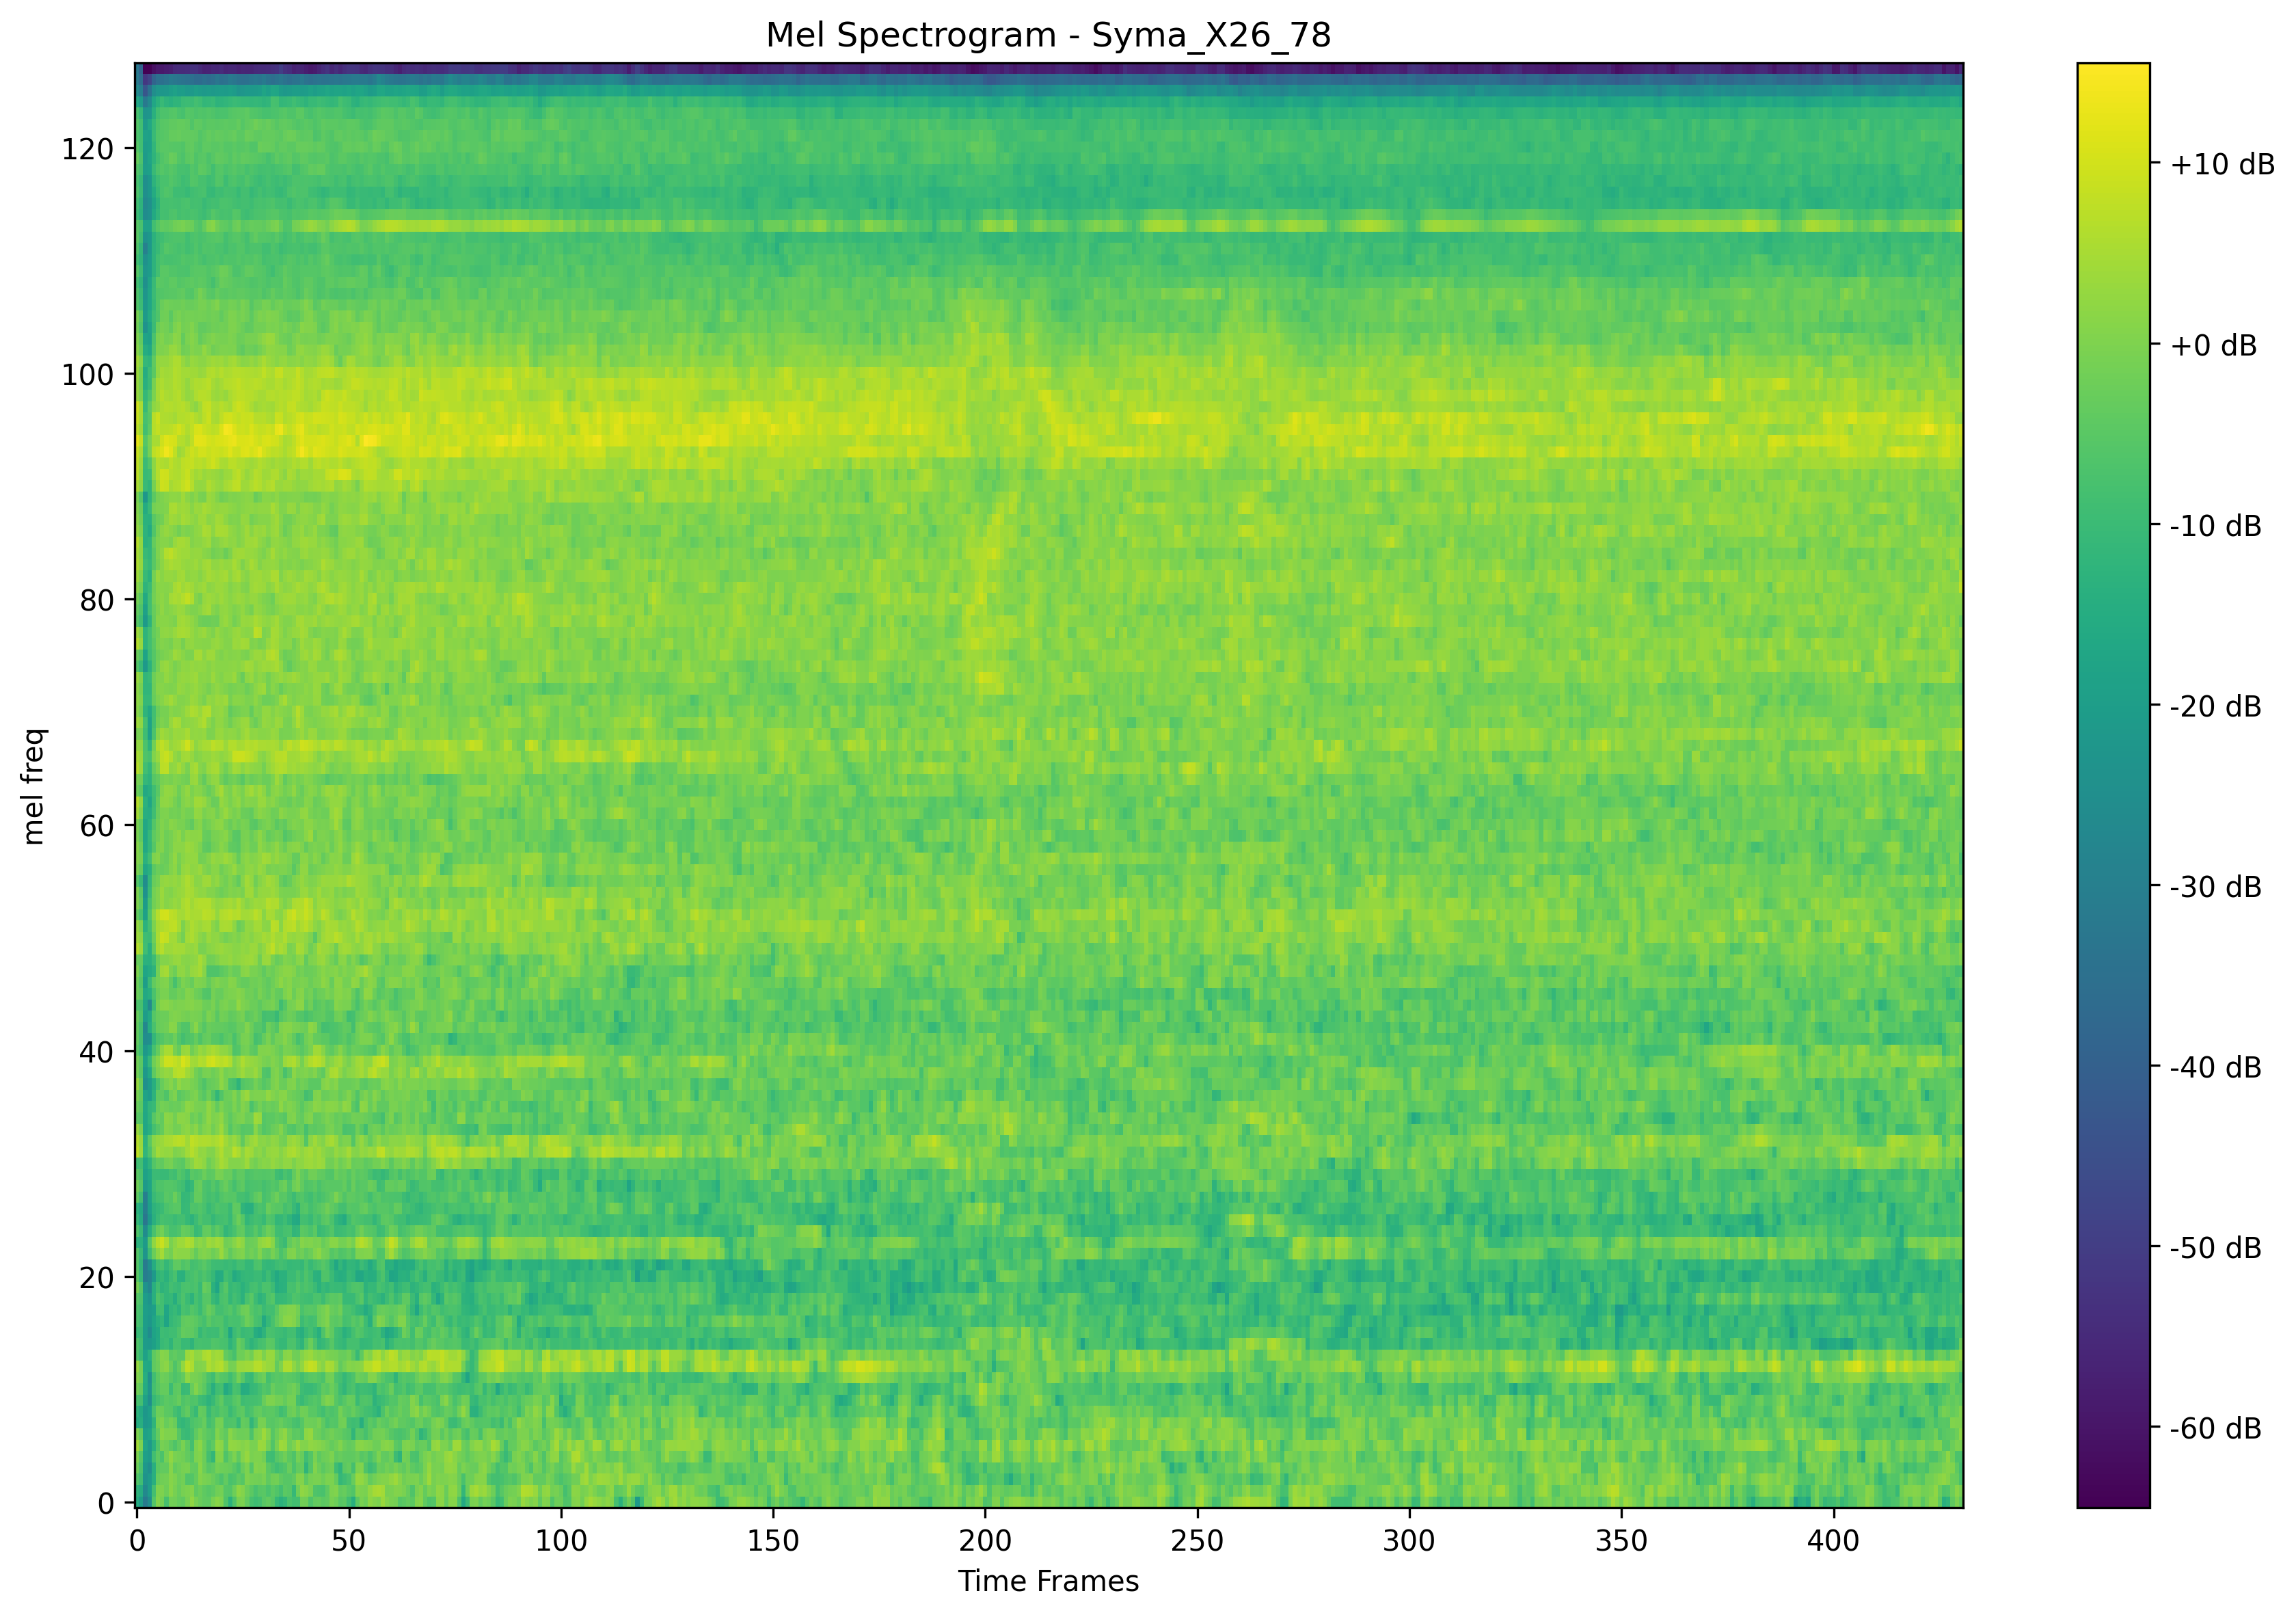 Mel Spectrogram - Syma_X26_78
mel freq
120
100
80
60
40
20
0
0 50 100 150 200 250 300 350 400
Time Frames
+10 dB
+0 dB
-10 dB
-20 dB
-30 dB
-40 dB
-50 dB
-60 dB